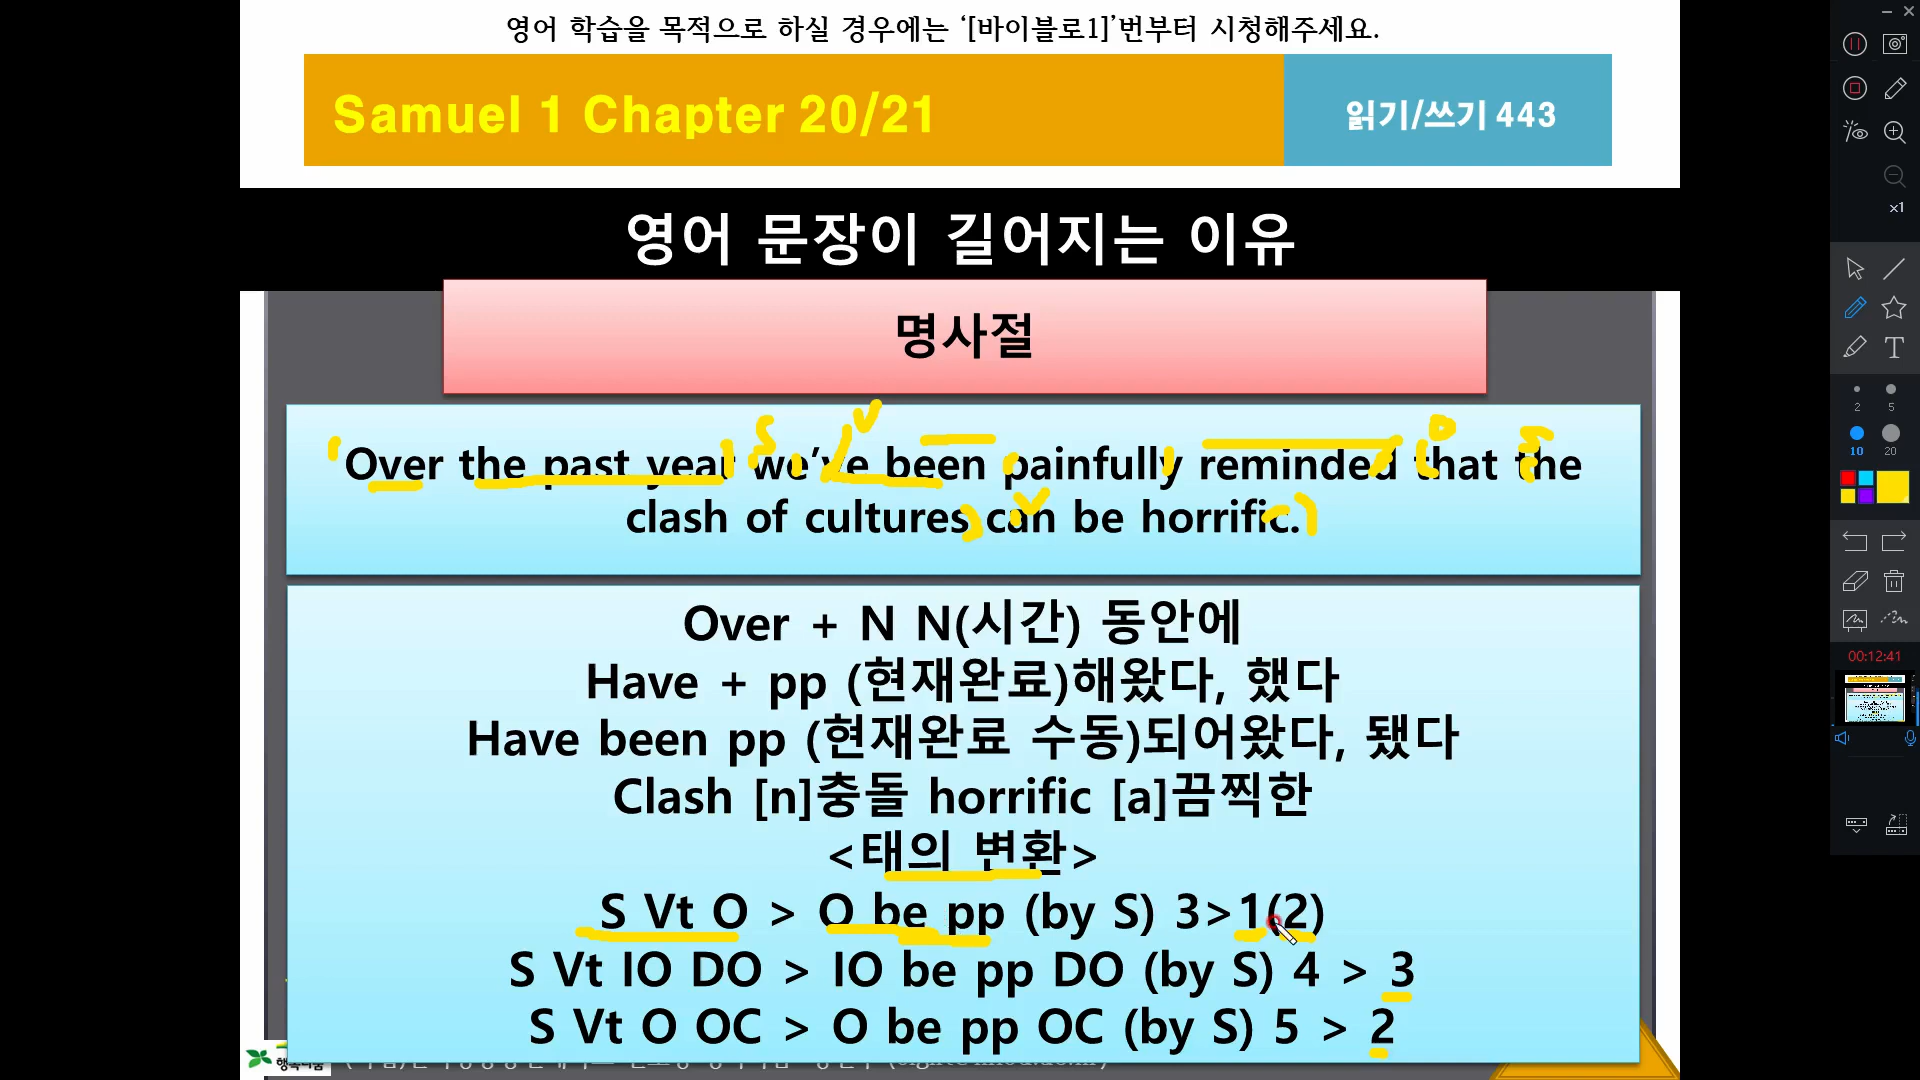 영어 학습을 목적으로 하실 경우에는 ‘[바이블로1]’번부터 시청해주세요.
Samuel 1 Chapter 20/21
읽기/쓰기 443
영어 문장이 길어지는 이유
명사절
Over the past year we’ve been painfully reminded that the
clash of cultures can be horrific.
Over + N N(시간) 동안에
Have + pp (현재완료)해왔다, 했다
Have been pp (현재완료 수동)되어왔다, 됐다
Clash [n]충돌 horrific [a]끔찍한
<태의 변환>
S Vt O > O be pp (by S) 3>1(2)
S Vt IO DO > IO be pp DO (by S) 4 > 3
S Vt O OC > O be pp OC (by S) 5 > 2
x1
2 5
10 20
00:12:41